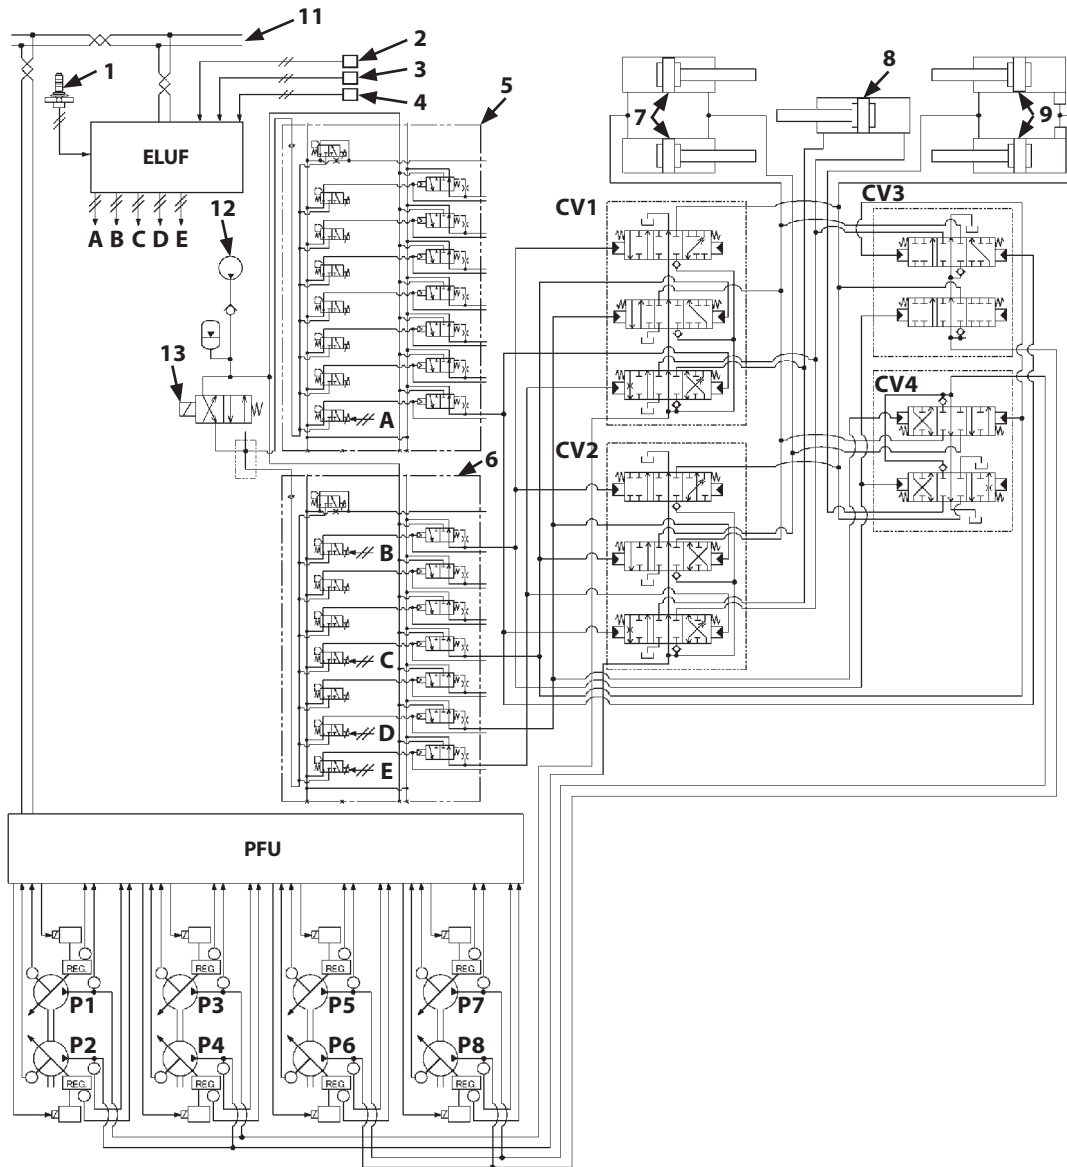 11
2
1
3
5
8
4
7
9
ELUF
12
CV1
CV3
A B C D E
13
CV4
A
CV2
6
B
C
D
E
PFU
REG. REG. REG. REG.
P1 P3 P5 P7
P2 P4 P6 P8
REG. REG. REG. REG.